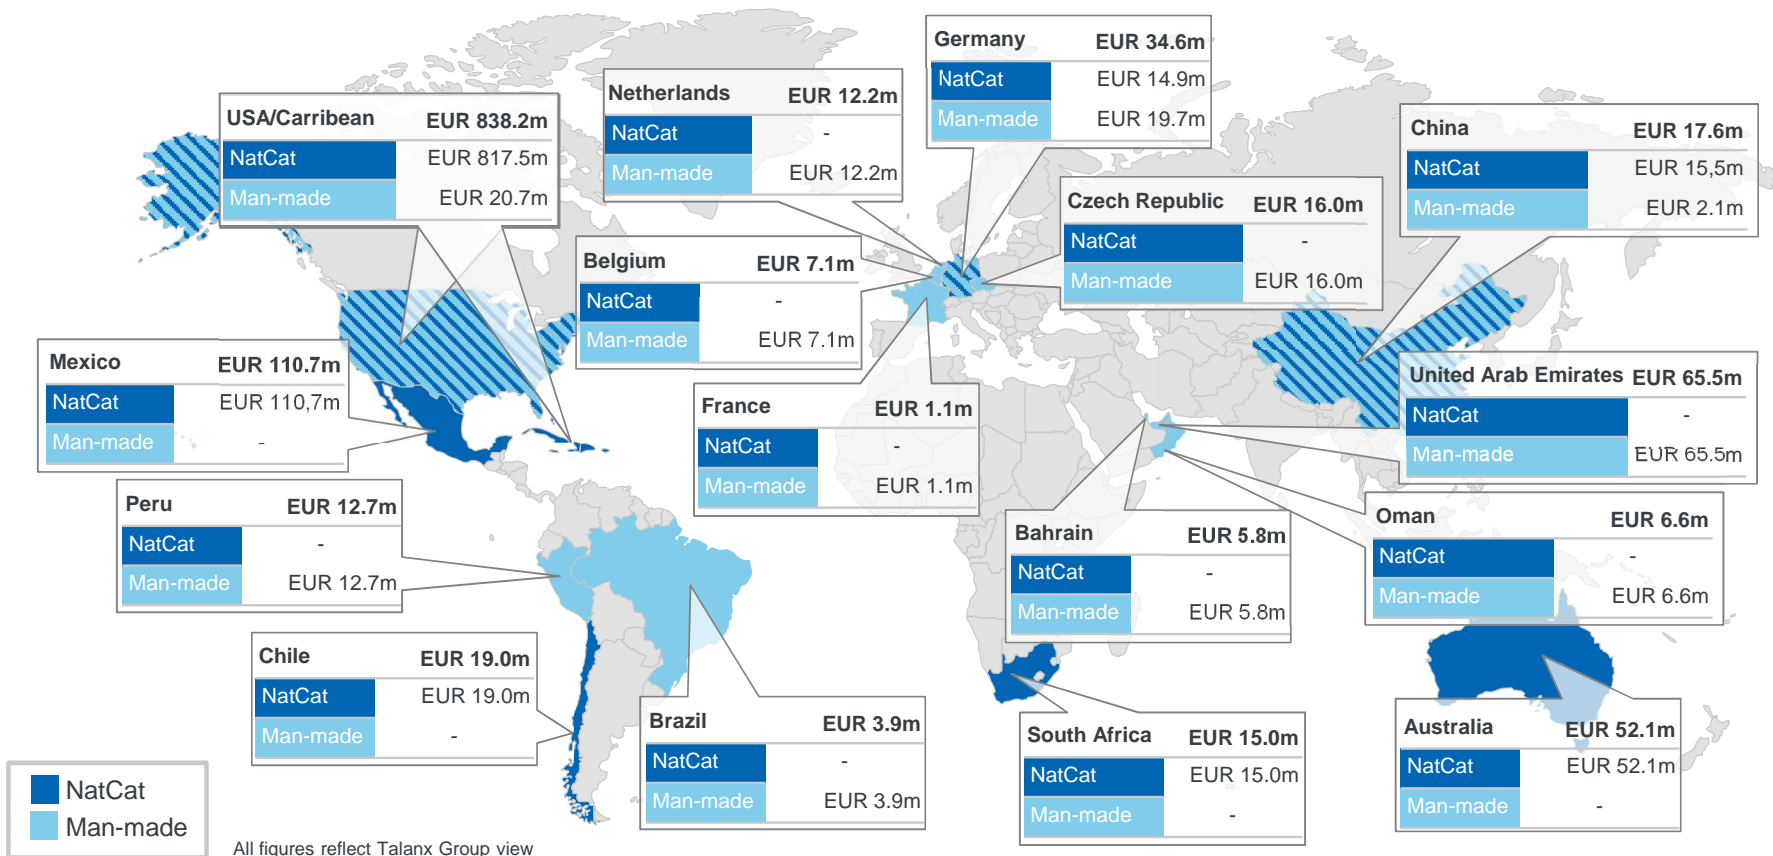 Germany EUR 34.6m
NatCat EUR 14.9m
Man-made EUR 19.7m
Netherlands EUR 12.2m
NatCat -
Man-made EUR 12.2m
USA/Carribean EUR 838.2m
NatCat EUR 817.5m
Man-made EUR 20.7m
China EUR 17.6m
NatCat EUR 15,5m
Man-made EUR 2.1m
Czech Republic EUR 16.0m
NatCat -
Man-made EUR 16.0m
Belgium EUR 7.1m
NatCat -
Man-made EUR 7.1m
Mexico EUR 110.7m
NatCat EUR 110,7m
Man-made -
United Arab Emirates EUR 65.5m
NatCat -
Man-made EUR 65.5m
France EUR 1.1m
NatCat -
Man-made EUR 1.1m
Peru EUR 12.7m
NatCat -
Man-made EUR 12.7m
Oman EUR 6.6m
NatCat -
Man-made EUR 6.6m
Bahrain EUR 5.8m
NatCat -
Man-made EUR 5.8m
Chile EUR 19.0m
NatCat EUR 19.0m
Man-made -
Brazil EUR 3.9m
NatCat -
Man-made EUR 3.9m
South Africa EUR 15.0m
NatCat EUR 15.0m
Man-made -
Australia EUR 52.1m
NatCat EUR 52.1m
Man-made -
NatCat
Man-made
All figures reflect Talanx Group view